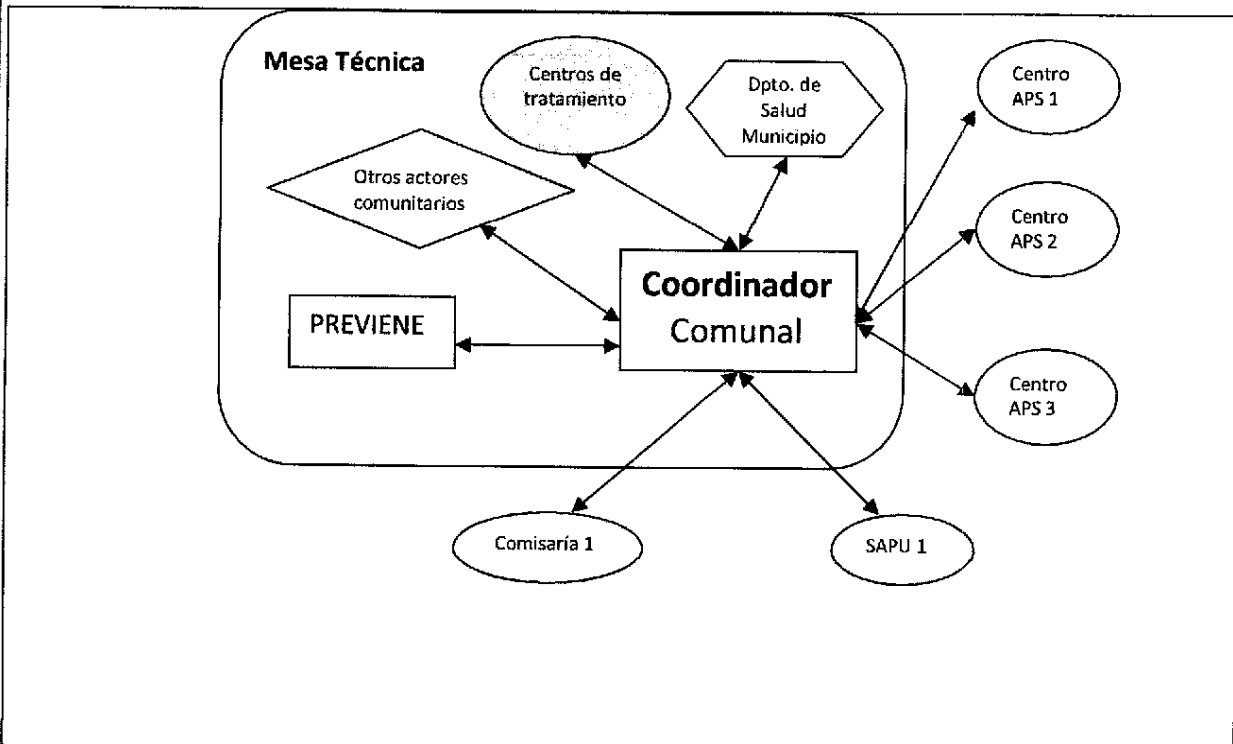 Mesa Técnica
Centros de
tratamiento
Dpto. de
Salud
Municipio
Centro
APS 1
Otros actores
comunitarios
Centro
APS 2
Coordinador
Comunal
PREVIENE
Centro
APS 3
Comisaría 1
SAPU 1